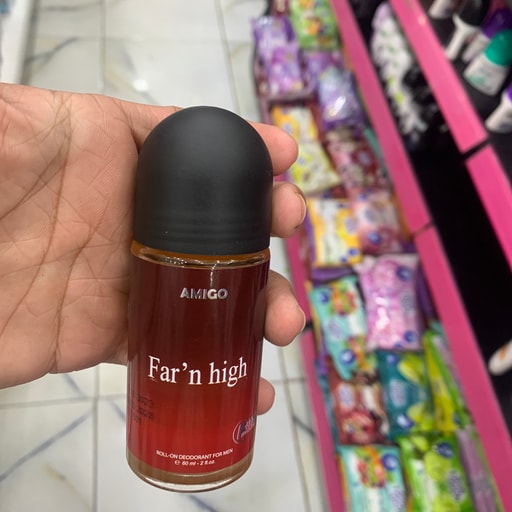 AMIGO
Far'n high
ROLL-ON DEODORANT FOR MEN
℮ 60 ml - 2 fl oz.